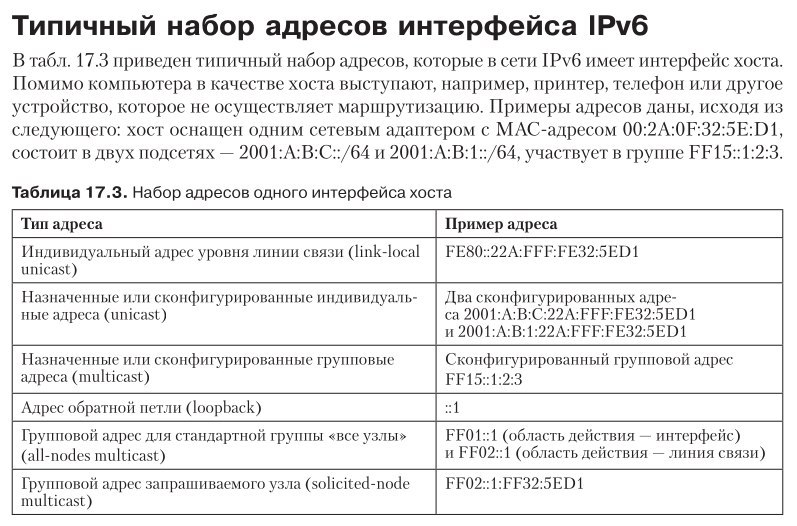 Типичный набор адресов интерфейса IPv6
В табл. 17.3 приведен типичный набор адресов, которые в сети IPv6 имеет интерфейс хоста.
Помимо компьютера в качестве хоста выступают, например, принтер, телефон или другое
устройство, которое не осуществляет маршрутизацию. Примеры адресов даны, исходя из
следующего: хост оснащен одним сетевым адаптером с MAC-адресом 00:2A:0F:32:5E:D1,
состоит в двух подсетях — 2001:A:B:C::/64 и 2001:A:B:1::/64, участвует в группе FF15::1:2:3.
Таблица 17.3. Набор адресов одного интерфейса хоста
Тип адреса
Пример адреса
Индивидуальный адрес уровня линии связи (link-local
unicast)
FE80::22A:FFF:FE32:5ED1
Назначенные или сконфигурированные индивидуаль-
ные адреса (unicast)
Два сконфигурированных адре-
са 2001:A:B:C:22A:FFF:FE32:5ED1
и 2001:A:B:1:22A:FFF:FE32:5ED1
Назначенные или сконфигурированные групповые
адреса (multicast)
Сконфигурированный групповой адрес
FF15::1:2:3
Адрес обратной петли (loopback)
::1
Групповой адрес для стандартной группы «все узлы»
(all-nodes multicast)
FF01::1 (область действия — интерфейс)
и FF02::1 (область действия — линия связи)
Групповой адрес запрашиваемого узла (solicited-node
multicast)
FF02::1:FF32:5ED1